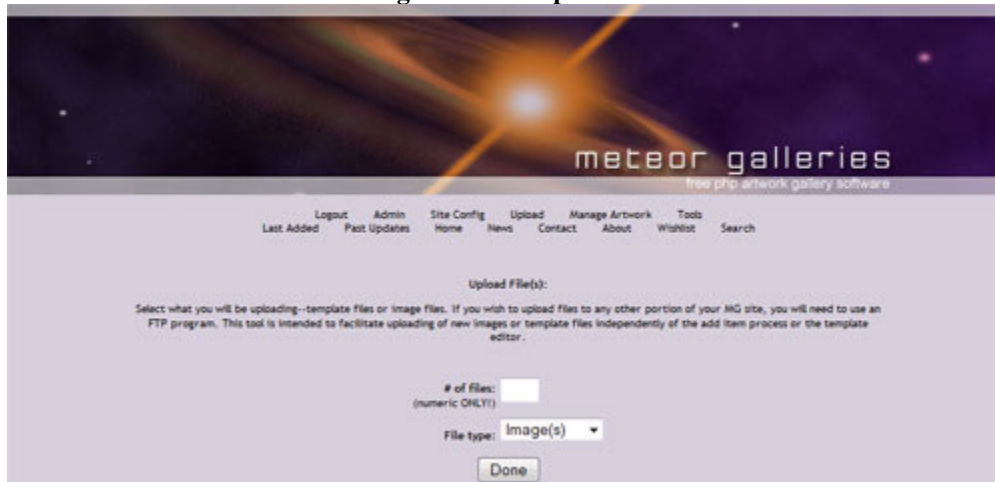 meteor galleries
free php artwork gallery software
Logout Admin Site Config Upload Manage Artwork Tools
Last Added Past Updates Home News Contact About Wishlist Search
Upload File(s):
Select what you will be uploading--template files or image files. If you wish to upload files to any other portion of your MG site, you will need to use an
FTP program. This tool is intended to facilitate uploading of new images or template files independently of the add item process or the template
editor.
# of files:
(numeric ONLY!)
File type: Image(s)
Done